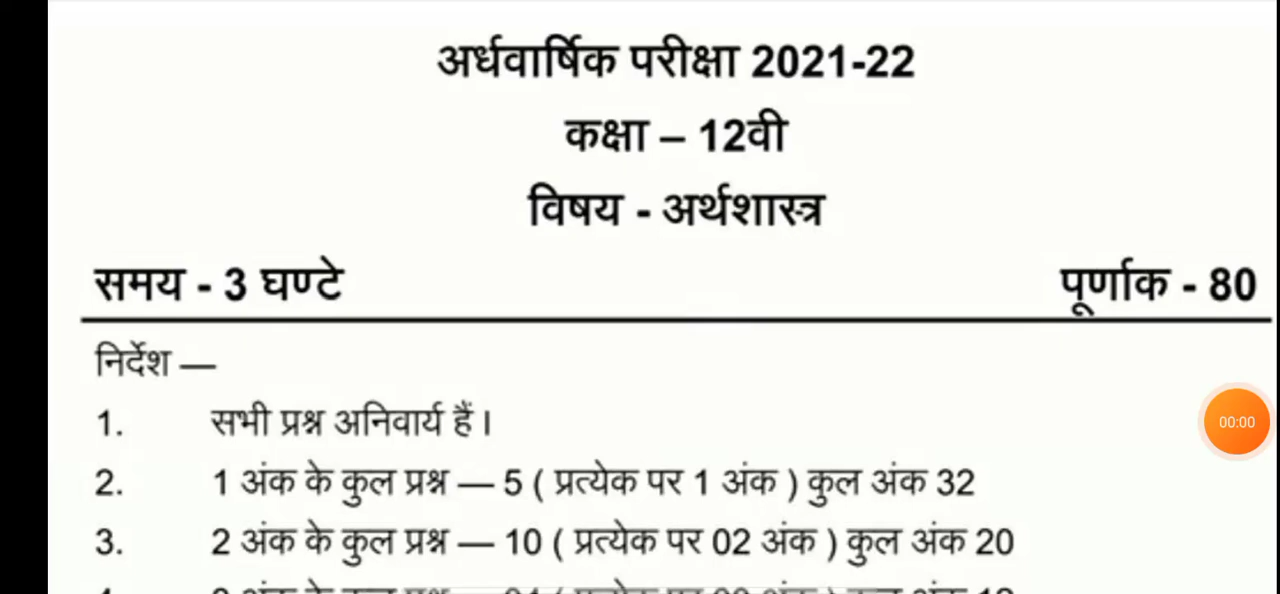 अर्धवार्षिक परीक्षा 2021-22
कक्षा – 12वी
विषय - अर्थशास्त्र
समय - 3 घण्टे पूर्णाक - 80
निर्देश —
1. सभी प्रश्न अनिवार्य हैं।
2. 1 अंक के कुल प्रश्न — 5 ( प्रत्येक पर 1 अंक ) कुल अंक 32
3. 2 अंक के कुल प्रश्न — 10 ( प्रत्येक पर 02 अंक ) कुल अंक 20
00:00